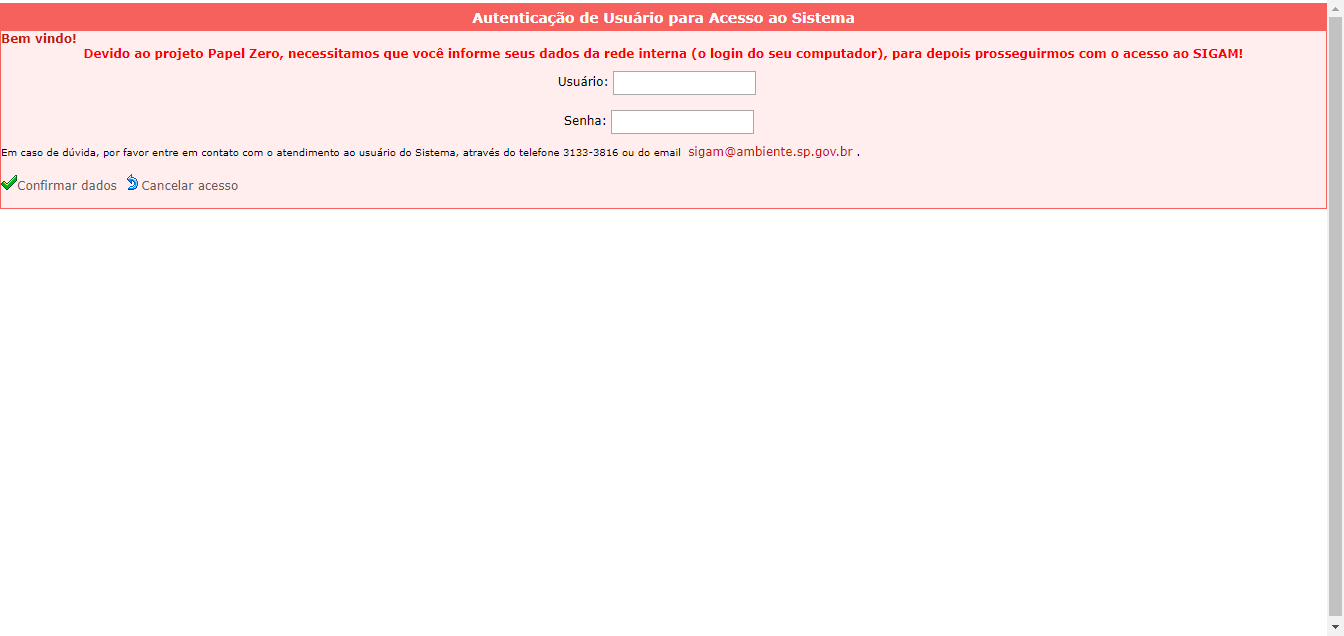 Autenticação de Usuário para Acesso ao Sistema
Bem vindo!
Devido ao projeto Papel Zero, necessitamos que você informe seus dados da rede interna (o login do seu computador), para depois prosseguirmos com o acesso ao SIGAM!
Usuário:
Senha:
Em caso de dúvida, por favor entre em contato com o atendimento ao usuário do Sistema, através do telefone 3133-3816 ou do email sigam@ambiente.sp.gov.br .
Confirmar dados Cancelar acesso